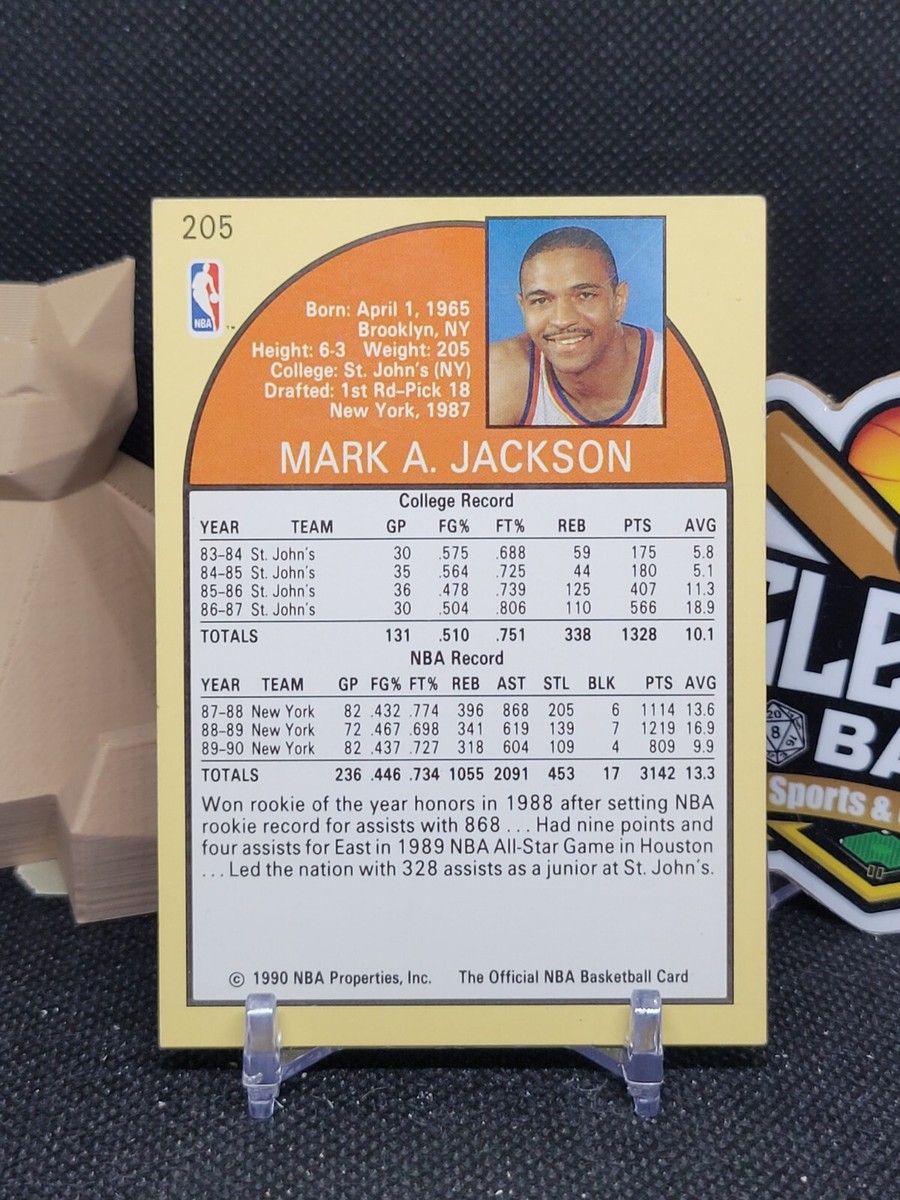 205
NBA
TM
Born: April 1, 1965
Brooklyn, NY
Height: 6-3 Weight: 205
College: St. John's (NY)
Drafted: 1st Rd–Pick 18
New York, 1987
MARK A. JACKSON
College Record
YEAR TEAM GP FG% FT% REB PTS AVG
83–84 St. John's 30 .575 .688 59 175 5.8
84–85 St. John's 35 .564 .725 44 180 5.1
85–86 St. John's 36 .478 .739 125 407 11.3
86–87 St. John's 30 .504 .806 110 566 18.9
TOTALS 131 .510 .751 338 1328 10.1
NBA Record
YEAR TEAM GP FG% FT% REB AST STL BLK PTS AVG
87–88 New York 82 .432 .774 396 868 205 6 1114 13.6
88–89 New York 72 .467 .698 341 619 139 7 1219 16.9
89–90 New York 82 .437 .727 318 604 109 4 809 9.9
TOTALS 236 .446 .734 1055 2091 453 17 3142 13.3
Won rookie of the year honors in 1988 after setting NBA
rookie record for assists with 868 . . . Had nine points and
four assists for East in 1989 NBA All-Star Game in Houston
. . . Led the nation with 328 assists as a junior at St. John's.
© 1990 NBA Properties, Inc. The Official NBA Basketball Card
20
8
BA
Sports &